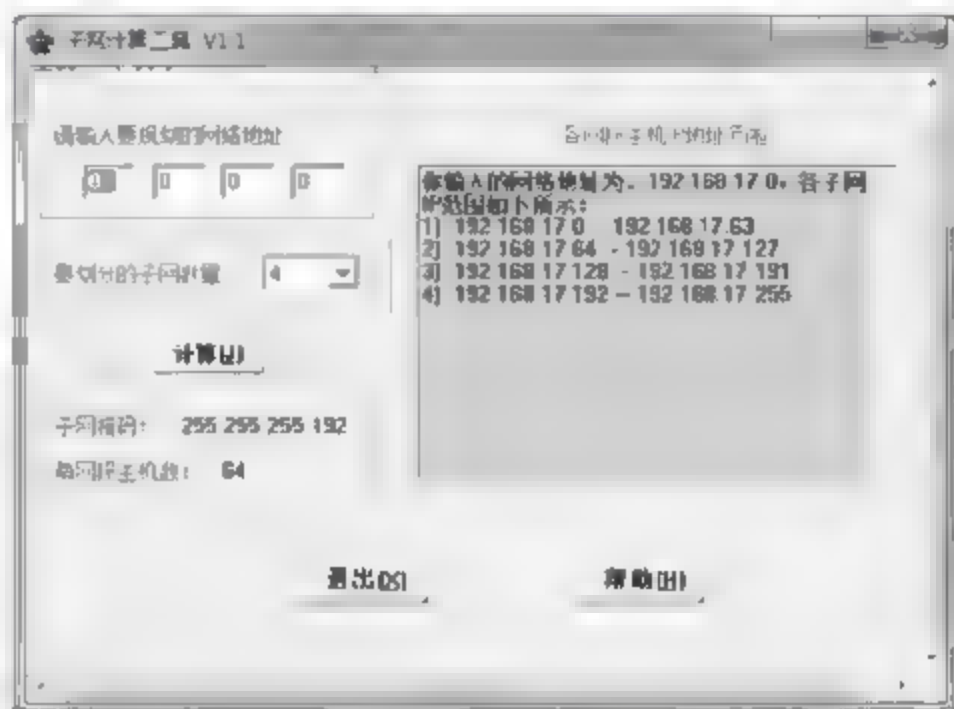 子网计算工具 V1.1
请输入要规划的网络地址
0 0 0 0
要划分的子网数量 4
计算
子网掩码: 255 255 255 192
每网段主机数: 64
各网段主机地址范围
你输入的网络地址为: 192 168 17 0, 各子网
段范围如下所示:
1) 192 168 17 0 192 168 17.63
2) 192 168 17 64 - 192 168 17 127
3) 192 168 17 128 - 192 168 17 191
4) 192 168 17 192 - 192 168 17 255
退出(X) 帮助(H)